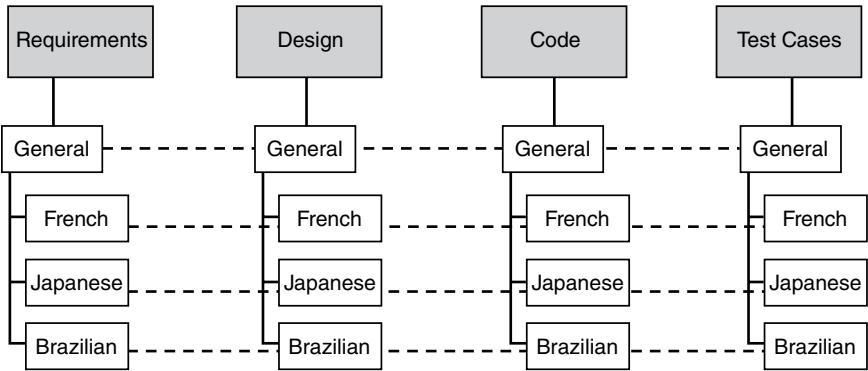 Requirements
Design
Code
Test Cases
General
General
General
General
French
French
French
French
Japanese
Japanese
Japanese
Japanese
Brazilian
Brazilian
Brazilian
Brazilian